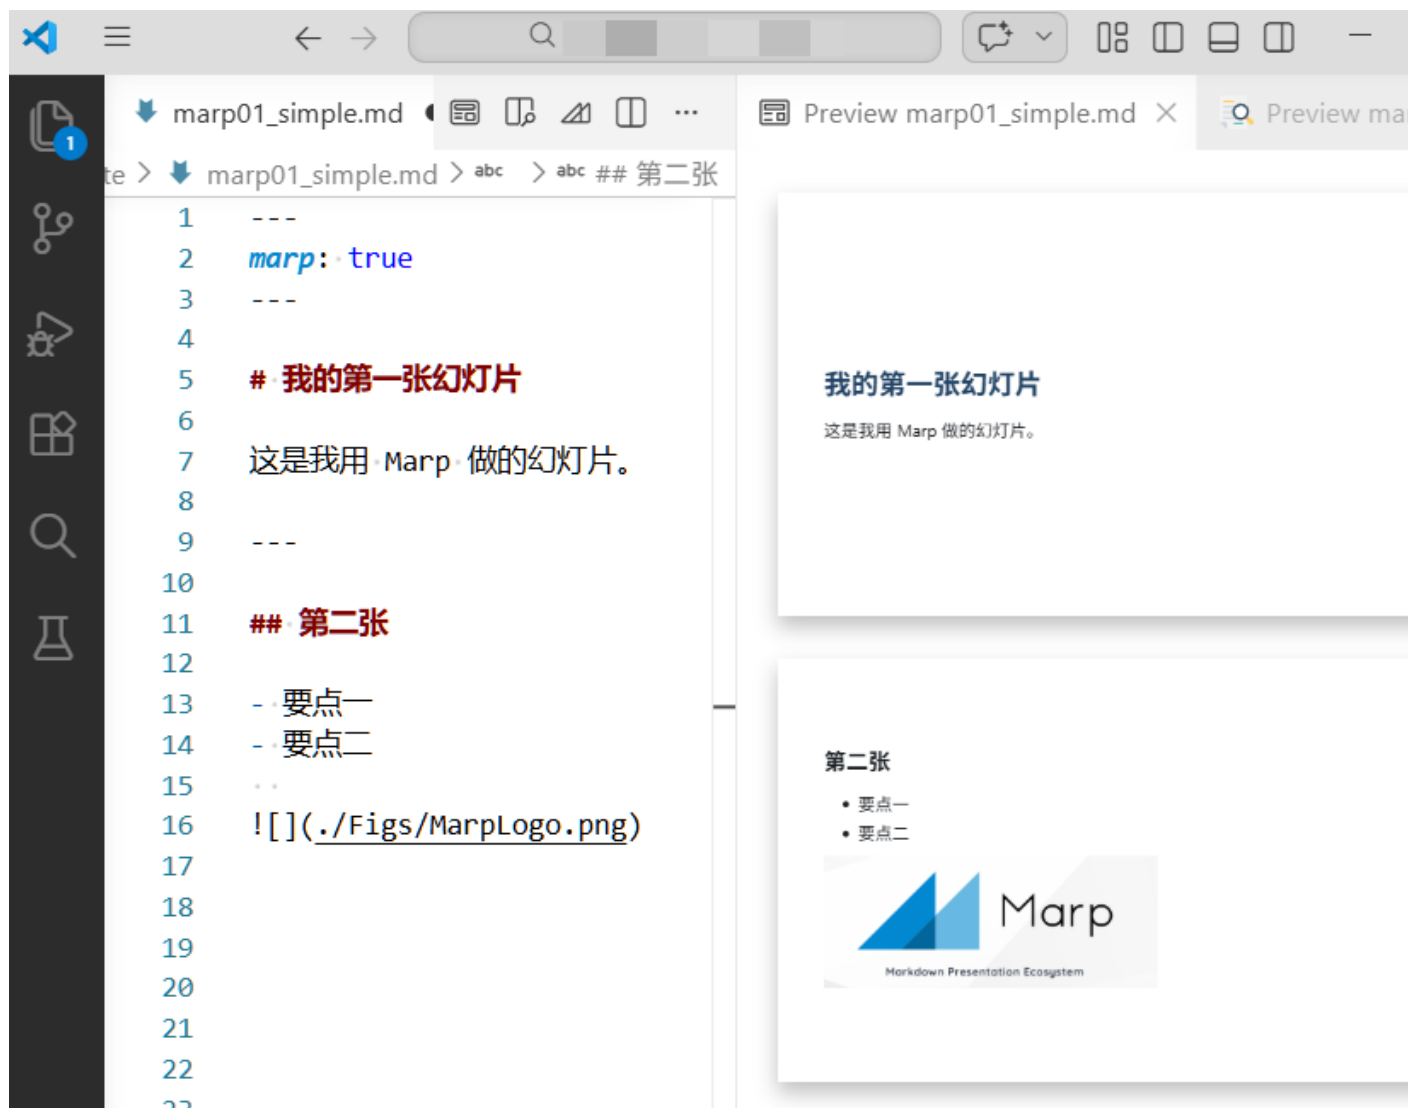 marp01_simple.md
Preview marp01_simple.md
Preview mar
1
te > marp01_simple.md > abc > abc ## 第二张
1 ---
2 marp: true
3 ---
4
5 # 我的第一张幻灯片
6
7 这是我用 Marp 做的幻灯片。
8
9 ---
10
11 ## 第二张
12
13 - 要点一
14 - 要点二
15
16 ![](./Figs/MarpLogo.png)
17
18
19
20
21
22
我的第一张幻灯片
这是我用 Marp 做的幻灯片。
第二张
• 要点一
• 要点二
Marp
Markdown Presentation Ecosystem